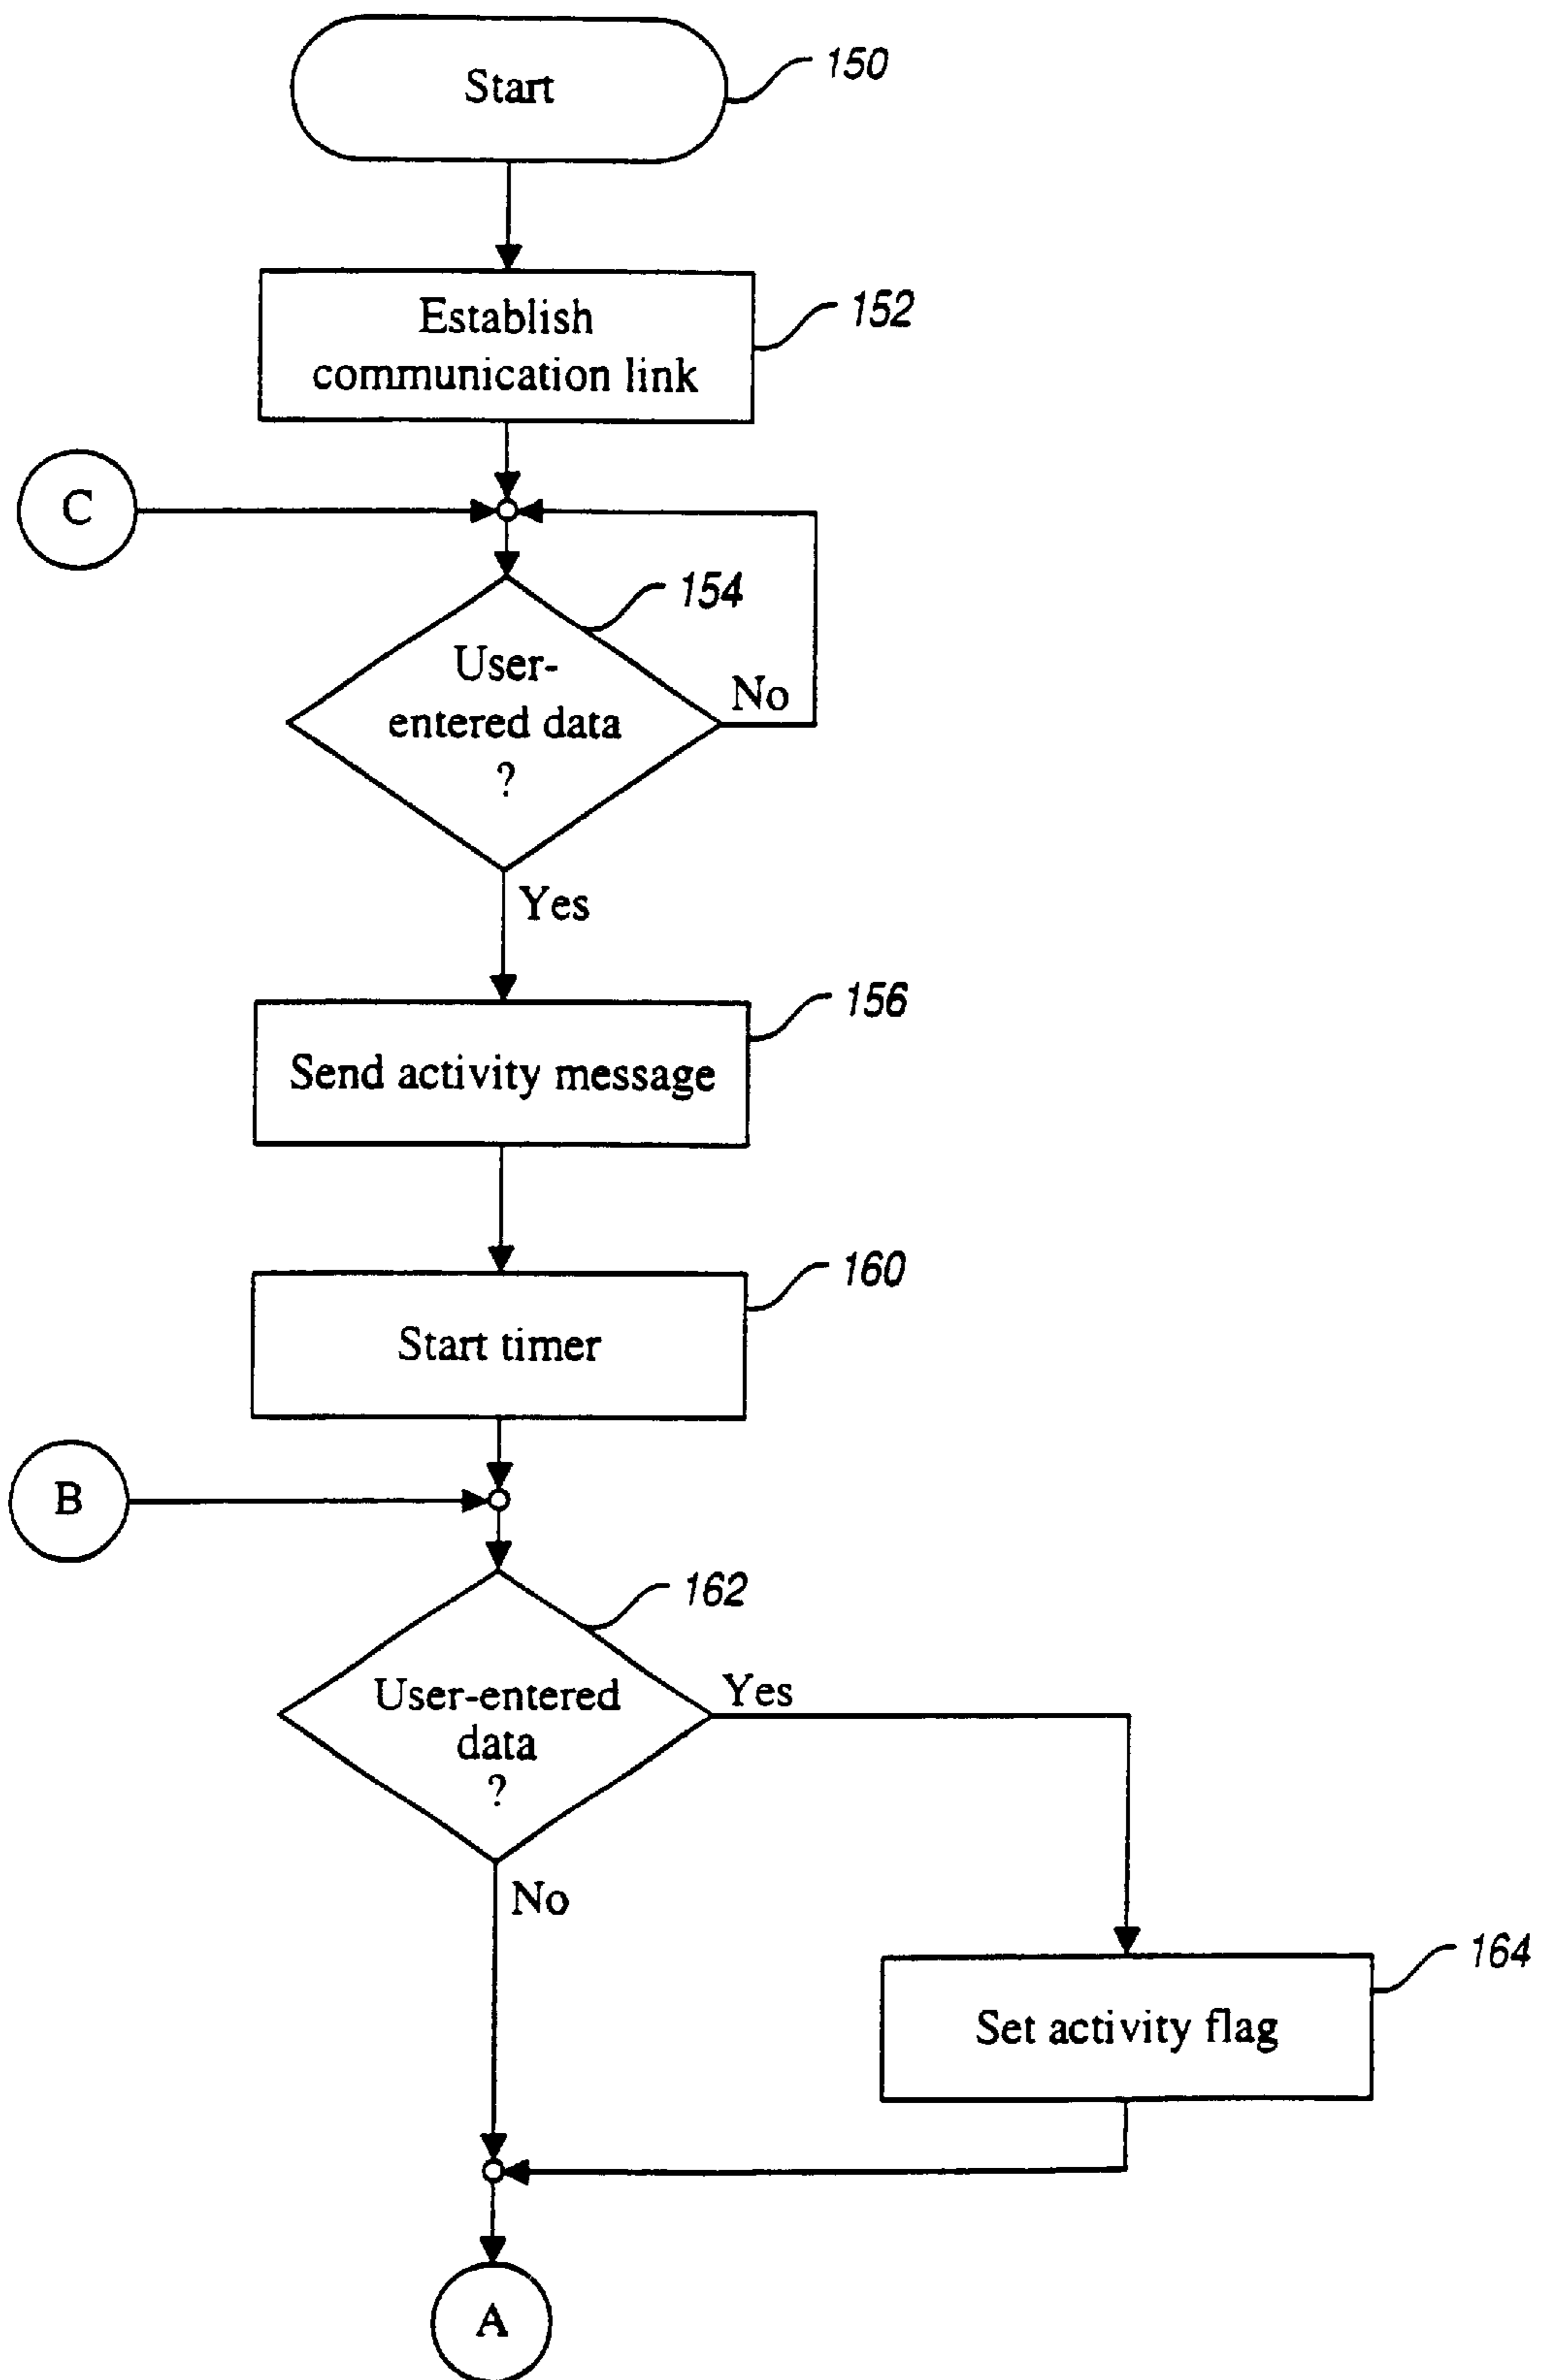 Start
150
Establish
communication link
152
C
154
User-
entered data
?
No
Yes
156
Send activity message
160
Start timer
B
162
User-entered
data
?
Yes
No
164
Set activity flag
A